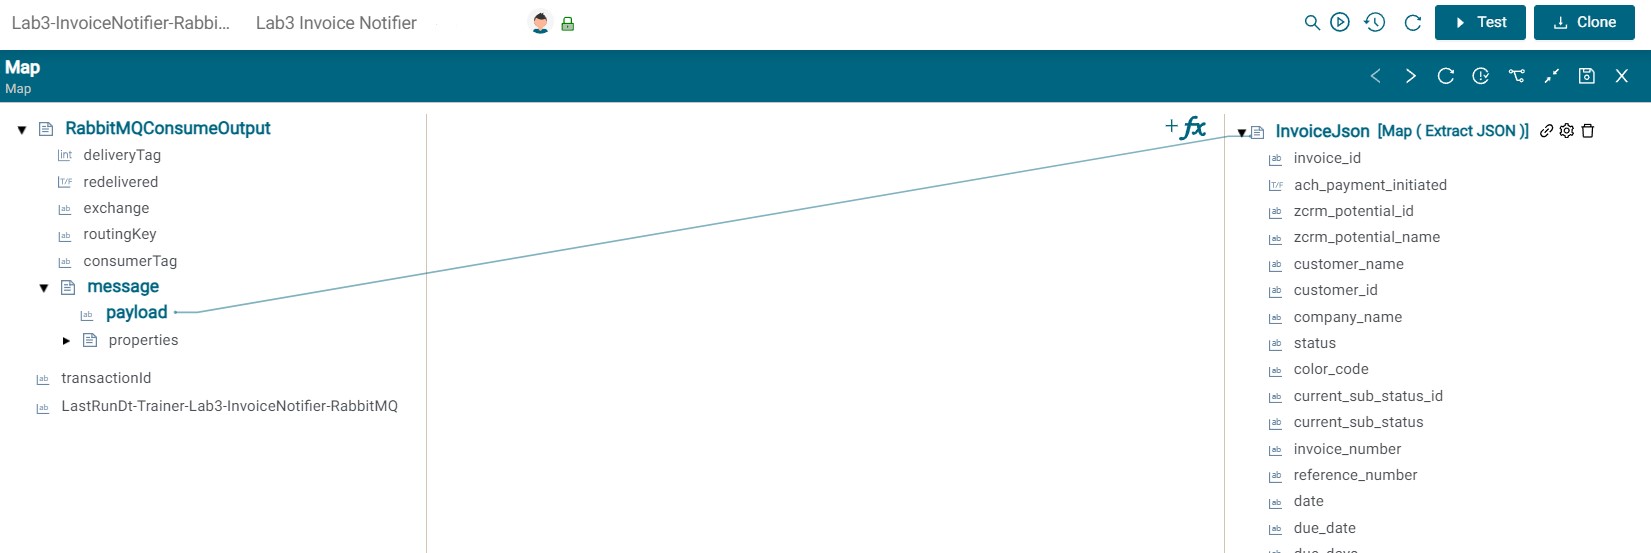 Lab3-InvoiceNotifier-Rabbi... Lab3 Invoice Notifier Test Clone
Map
Map
RabbitMQConsumeOutput
int deliveryTag
T/F redelivered
ab exchange
ab routingKey
ab consumerTag
message
ab payload
properties
ab transactionId
ab LastRunDt-Trainer-Lab3-InvoiceNotifier-RabbitMQ
+ fx
InvoiceJson [Map ( Extract JSON )]
ab invoice_id
T/F ach_payment_initiated
ab zcrm_potential_id
ab zcrm_potential_name
ab customer_name
ab customer_id
ab company_name
ab status
ab color_code
ab current_sub_status_id
ab current_sub_status
ab invoice_number
ab reference_number
ab date
ab due_date